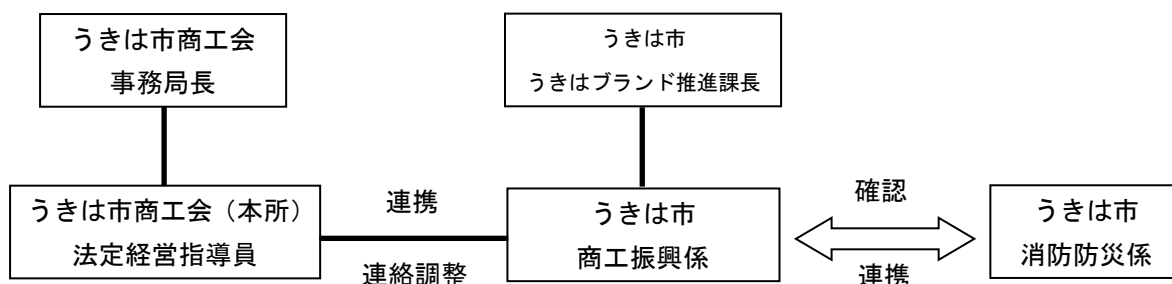 うきは市商工会
事務局長
うきは市
うきはブランド推進課長
うきは市商工会（本所）
法定経営指導員
連携
連絡調整
うきは市
商工振興係
確認
連携
うきは市
消防防災係